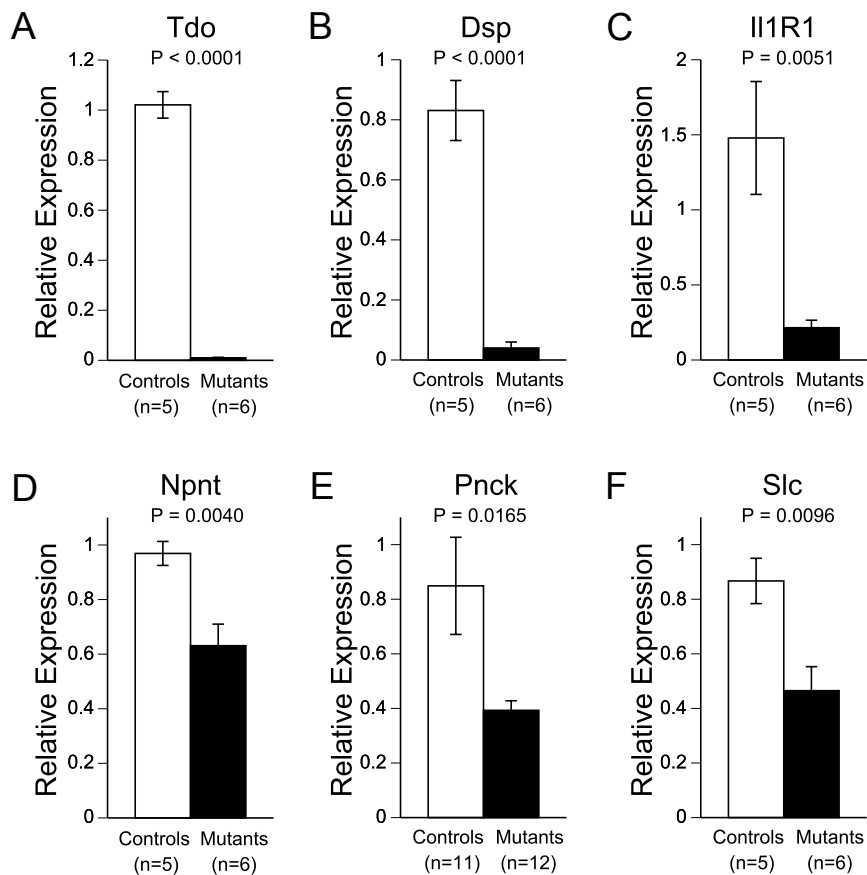 A
Tdo
P < 0.0001
Relative Expression
1.2
1
0.8
0.6
0.4
0.2
0
Controls Mutants
(n=5) (n=6)
B
Dsp
P < 0.0001
Relative Expression
1
0.8
0.6
0.4
0.2
0
Controls Mutants
(n=5) (n=6)
C
Il1R1
P = 0.0051
Relative Expression
2
1.5
1
0.5
0
Controls Mutants
(n=5) (n=6)
D
Npnt
P = 0.0040
Relative Expression
1
0.8
0.6
0.4
0.2
0
Controls Mutants
(n=5) (n=6)
E
Pnck
P = 0.0165
Relative Expression
1
0.8
0.6
0.4
0.2
0
Controls Mutants
(n=11) (n=12)
F
Slc
P = 0.0096
Relative Expression
1
0.8
0.6
0.4
0.2
0
Controls Mutants
(n=5) (n=6)